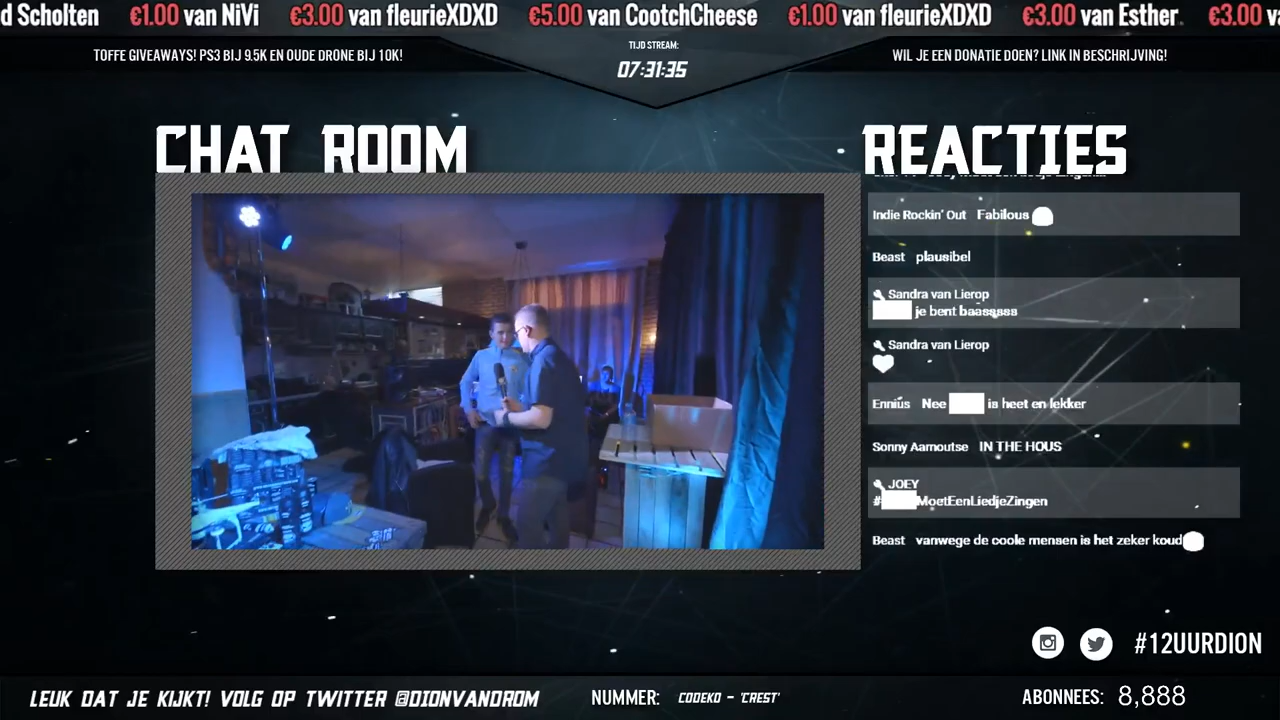 d Scholten €1.00 van NiVi €3.00 van fleurieXDXD €5.00 van CootchCheese €1.00 van fleurieXDXD €3.00 van Esther €3.00
TOFFE GIVEAWAYS! PS3 BIJ 9.5K EN OUDE DRONE BIJ 10K!
TIJD STREAM:
07:31:35
WIL JE EEN DONATIE DOEN? LINK IN BESCHRIJVING!
CHAT ROOM
REACTIES
Indie Rockin' Out Fabilous
Beast plausibel
Sandra van Lierop
je bent baasssss
Sandra van Lierop
Ennius Nee is heet en lekker
Sonny Aarnoutse IN THE HOUS
JOEY
# MoetEenLiedjeZingen
Beast vanwege de coole mensen is het zeker koud
#12UURDION
LEUK DAT JE KIJKT! VOLG OP TWITTER @DIONVANDROM
NUMMER: CODEKO - 'CREST'
ABONNEES: 8,888